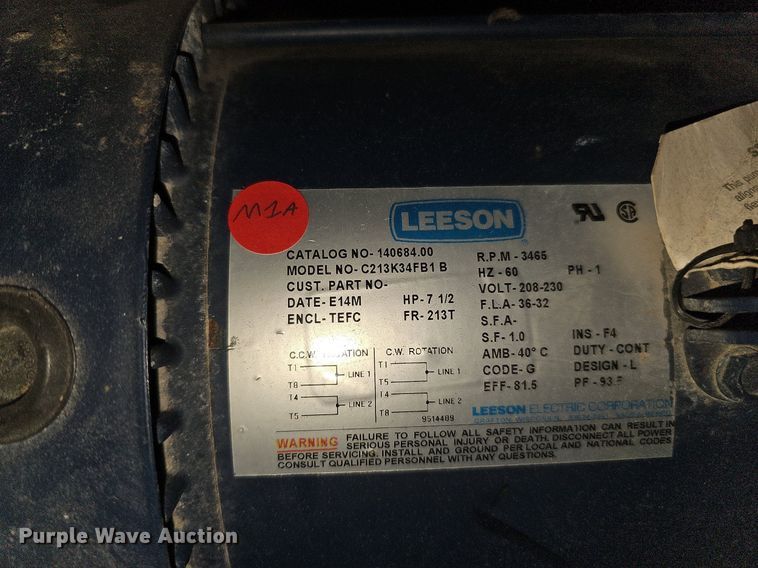 M1A
LEESON
CATALOG NO- 140684.00
MODEL NO- C213K34FB1 B
CUST. PART NO-
DATE- E14M HP- 7 1/2
ENCL- TEFC FR- 213T
R.P.M - 3465
HZ - 60 PH - 1
VOLT- 208-230
F.L.A - 36-32
S.F.A-
S.F - 1.0 INS - F4
AMB- 40° C DUTY - CONT
CODE- G DESIGN - L
EFF - 81.5 PF - 93.
C.C.W. ROTATION
T1
LINE 1
T8
T4
LINE 2
T5
C.W. ROTATION
T1
LINE 1
T5
T4
LINE 2
T8
9514489
LEESON ELECTRIC CORPORATION
WARNING FAILURE TO FOLLOW ALL SAFETY INFORMATION CAN RESULT IN
SERIOUS PERSONAL INJURY OR DEATH. DISCONNECT ALL POWER
BEFORE SERVICING. INSTALL AND GROUND PER LOCAL AND NATIONAL CODES
CONSULT QUALIFIED PERSONNEL WITH ANY QUESTIONS.
This
Purple Wave Auction